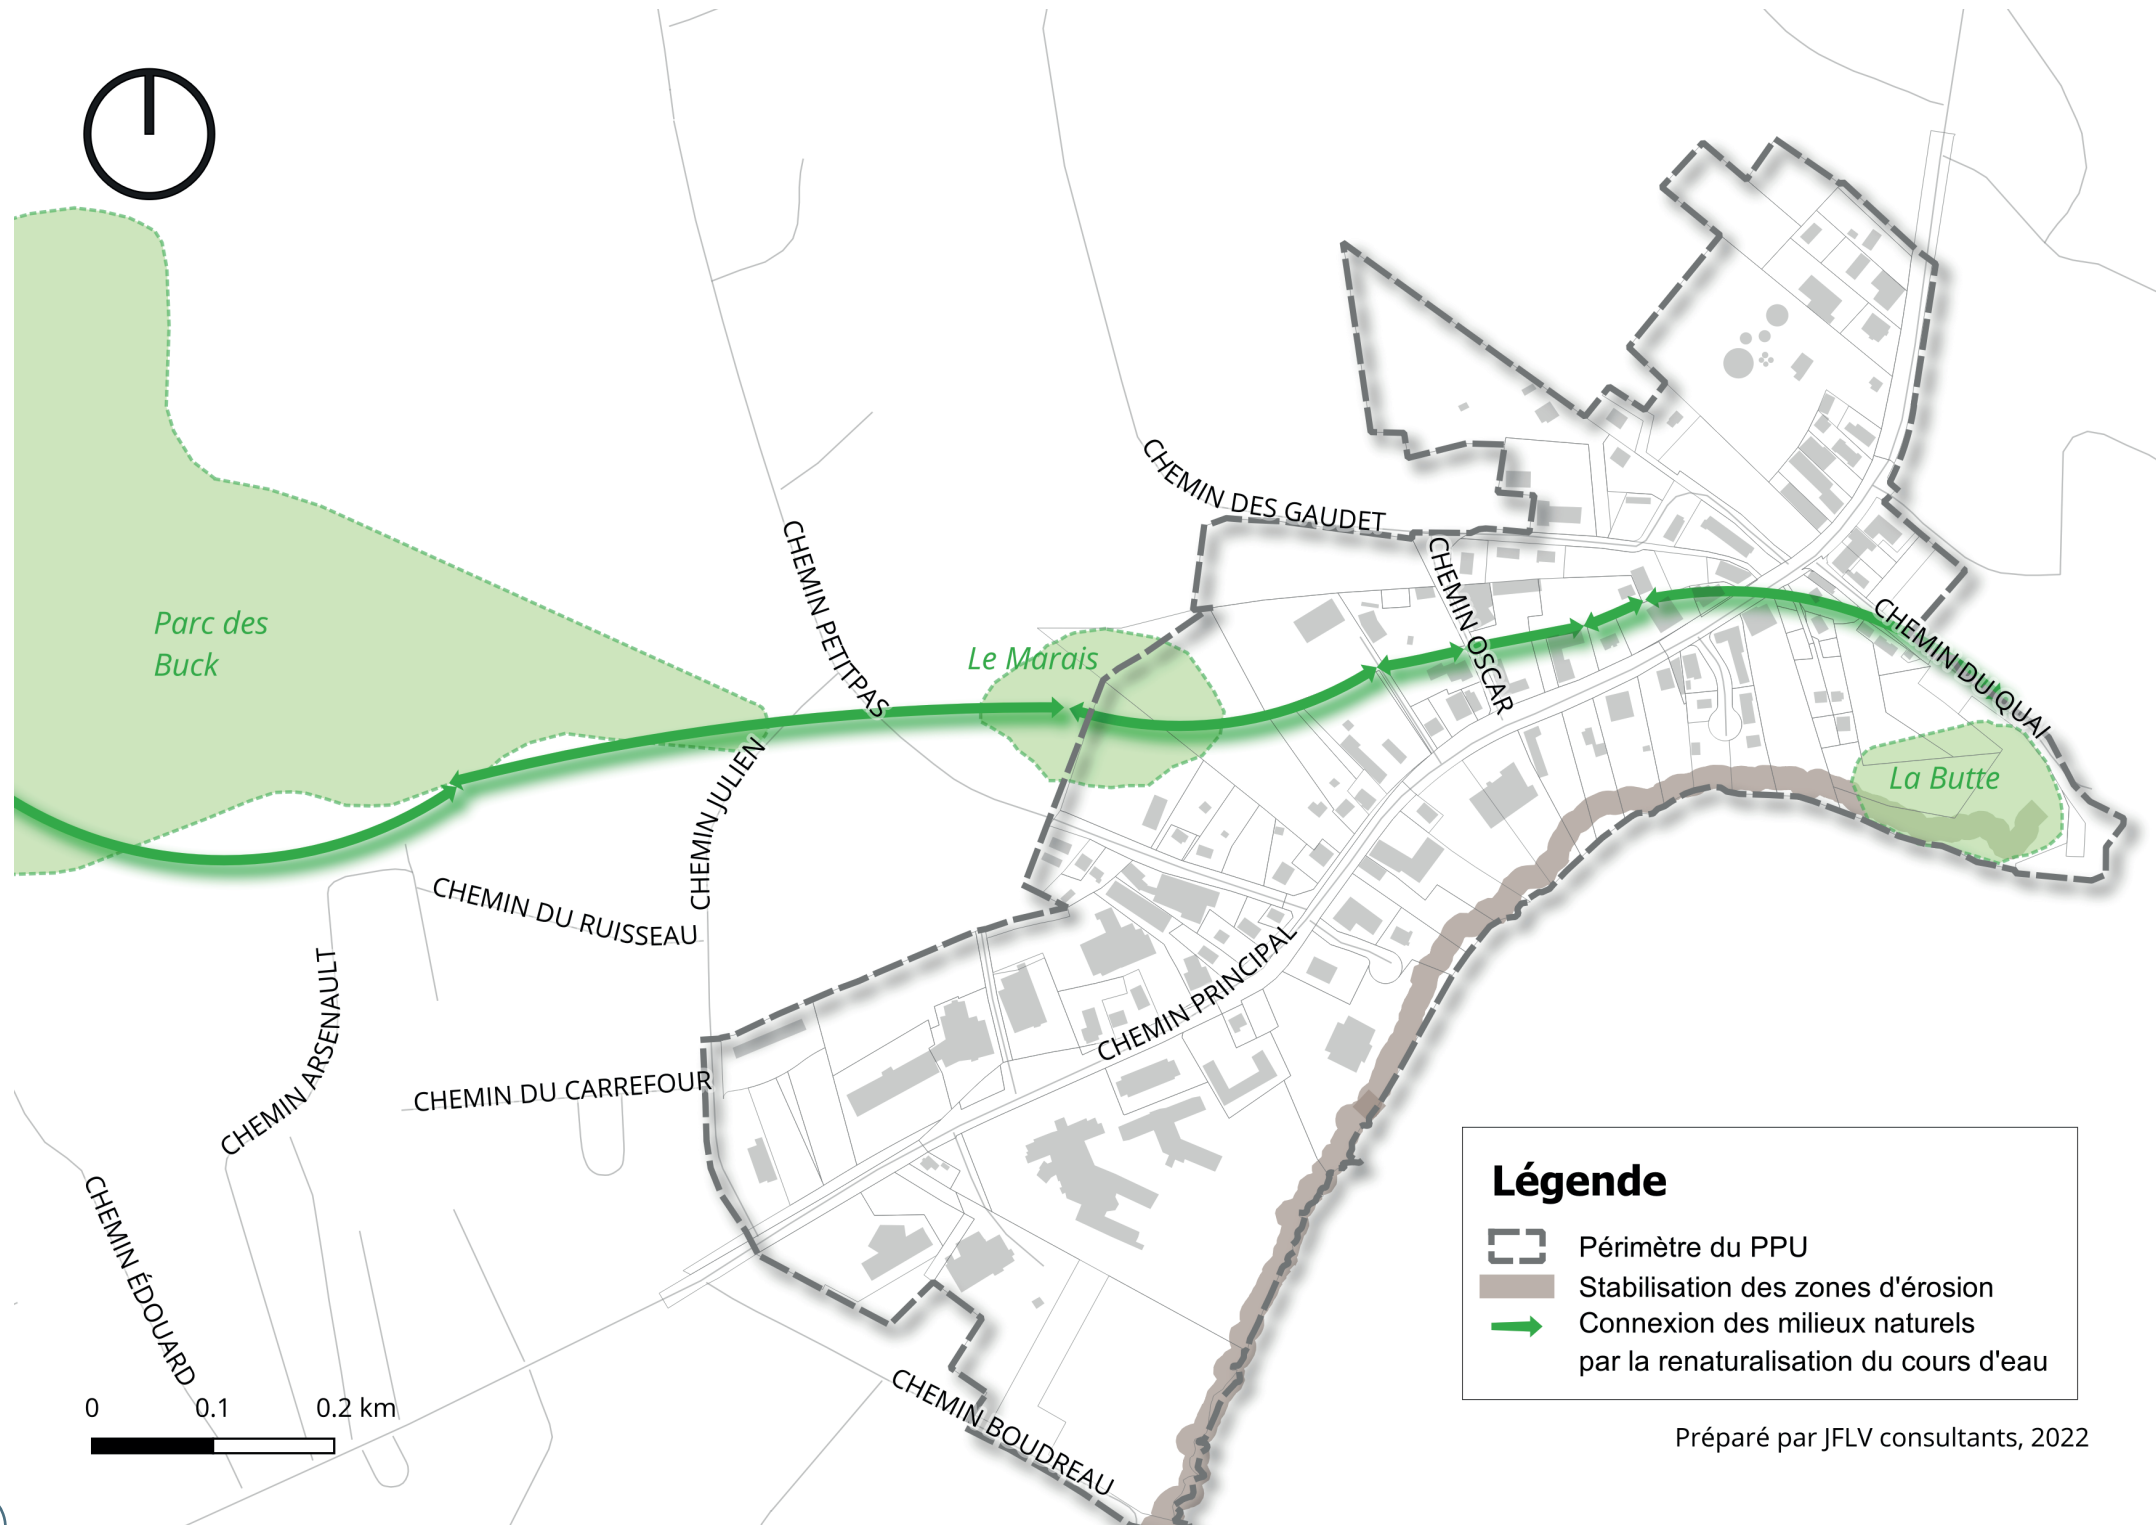 CHEMIN DES GAUDET
CHEMIN PETITPAS
CHEMIN OSCAR
Parc des
Buck
Le Marais
CHEMIN DU QUAI
La Butte
CHEMIN JULIEN
CHEMIN DU RUISSEAU
CHEMIN ARSENAULT
CHEMIN PRINCIPAL
CHEMIN DU CARREFOUR
CHEMIN ÉDOUARD
CHEMIN BOUDREAU
0 0.1 0.2 km
Légende
Périmètre du PPU
Stabilisation des zones d'érosion
Connexion des milieux naturels
par la renaturalisation du cours d'eau
Préparé par JFLV consultants, 2022